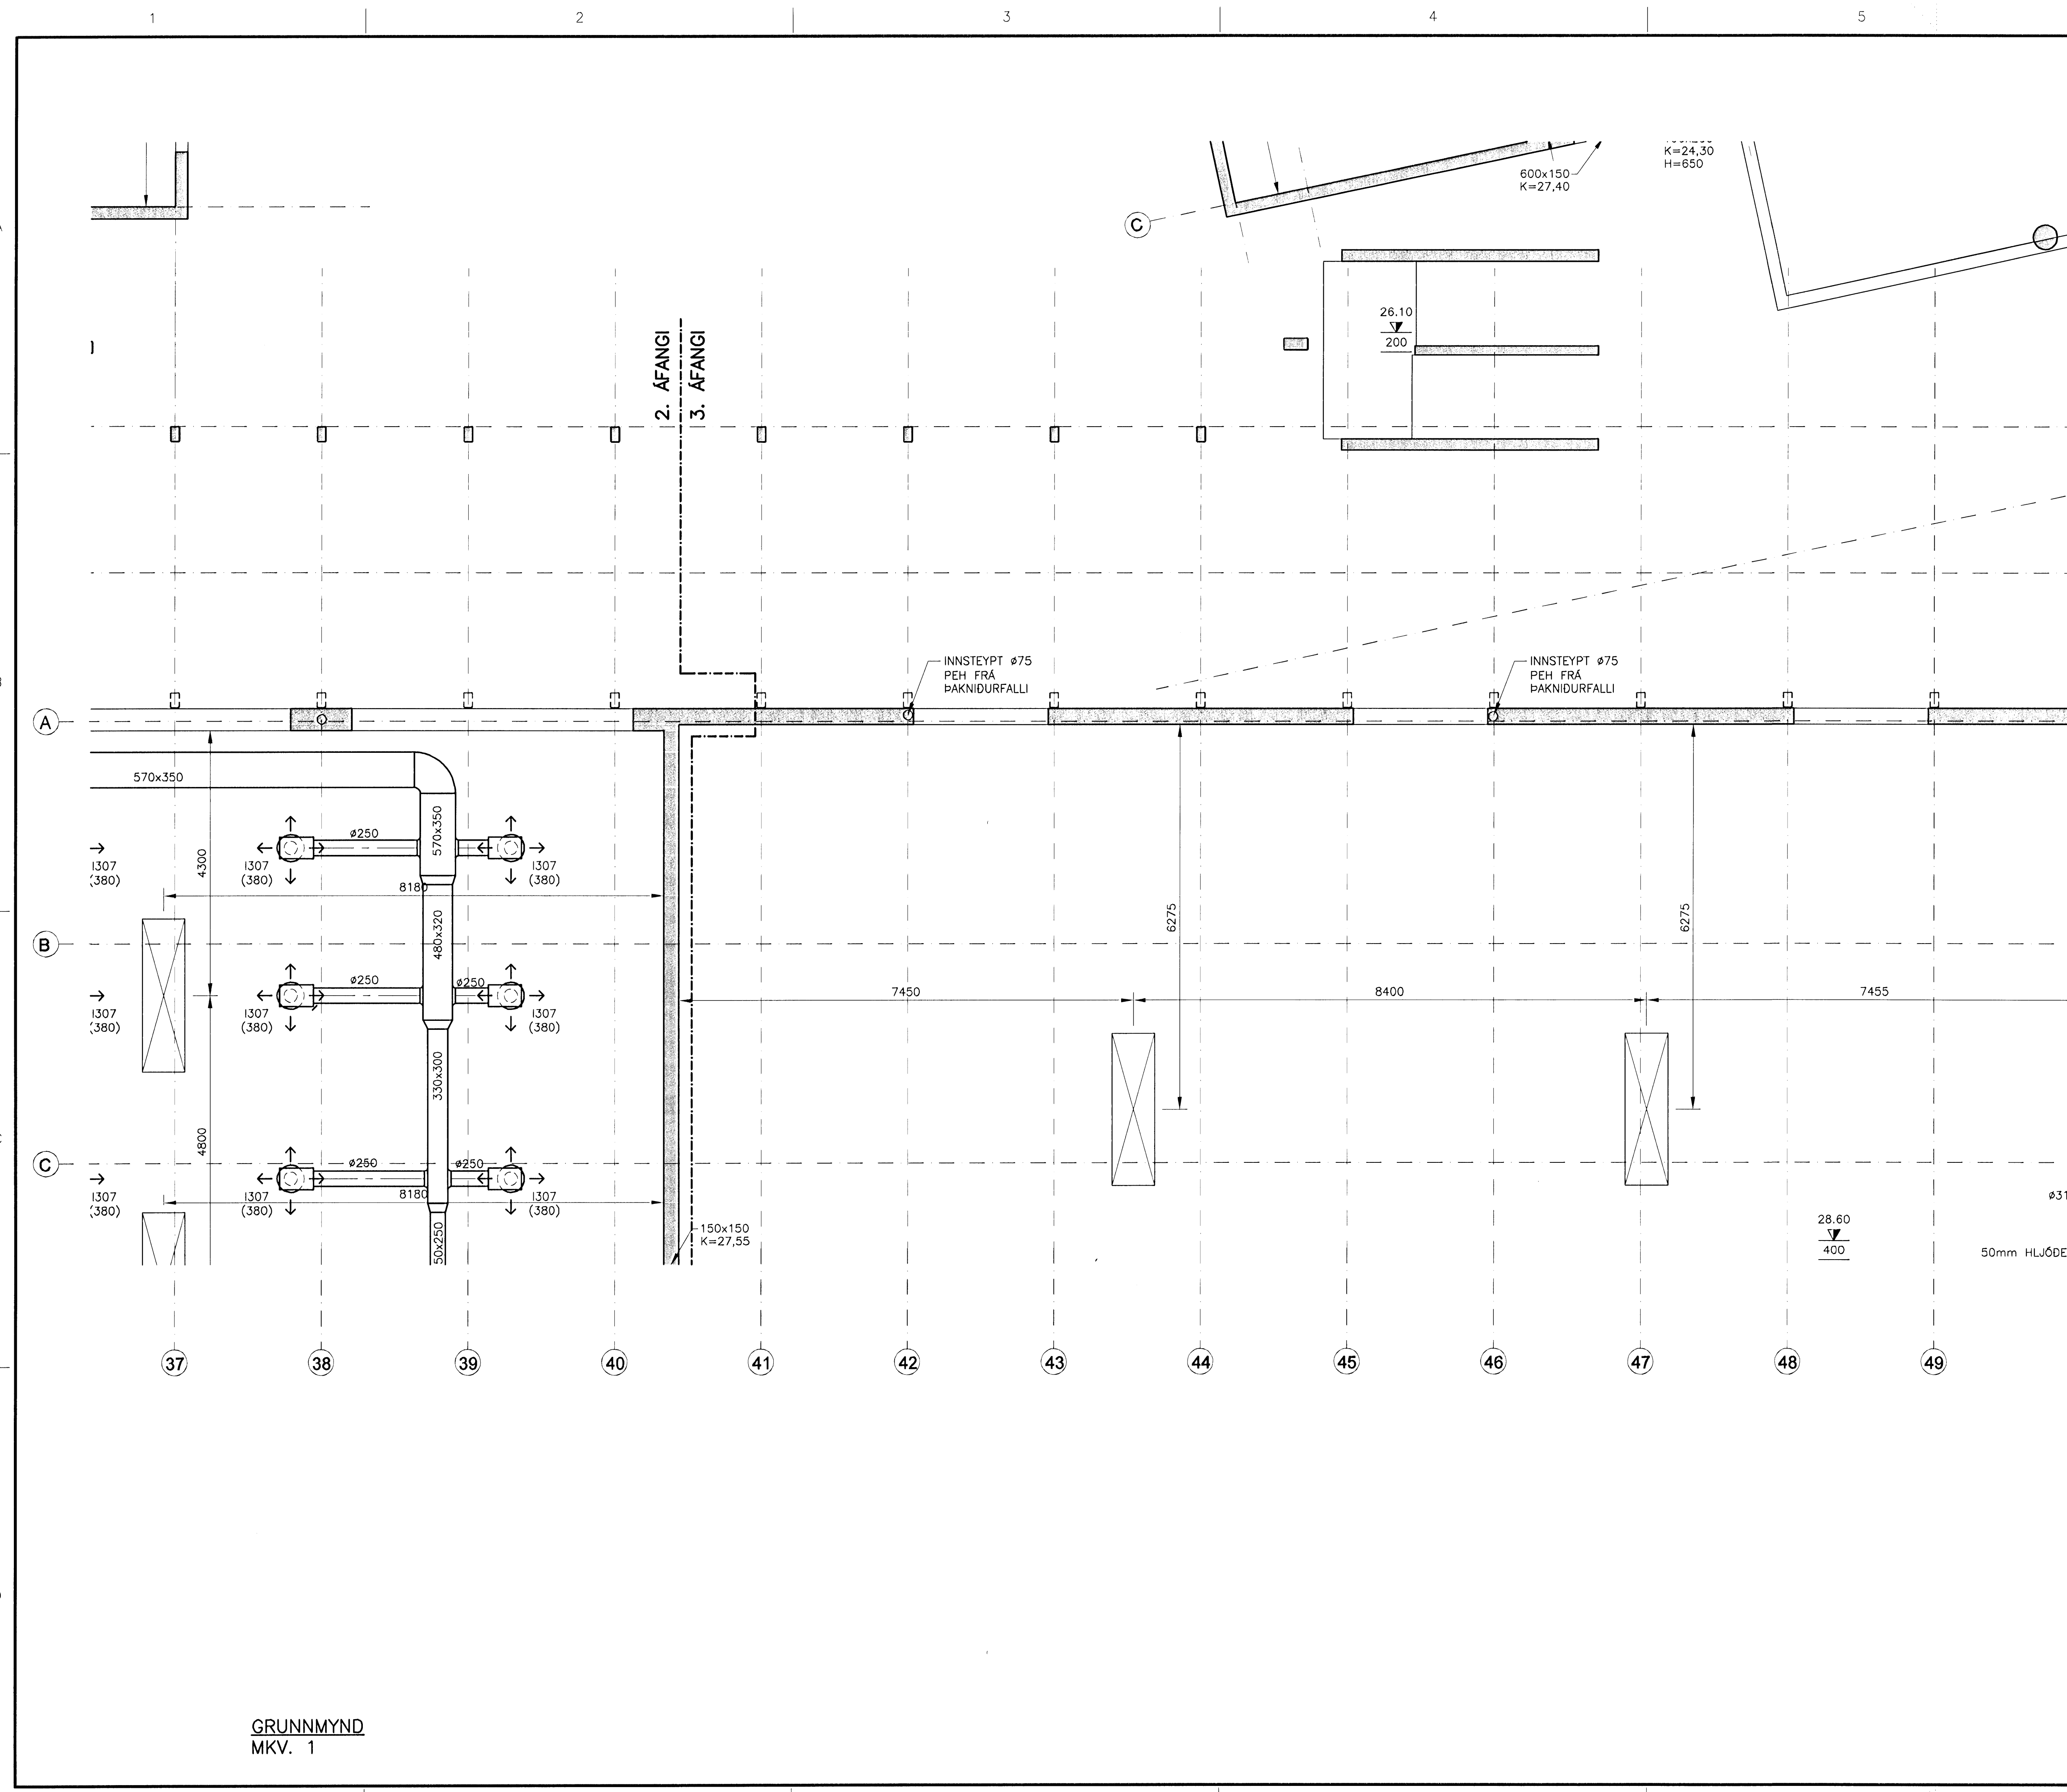 1 2 3 4 5
K=24,30
H=650
600x150
K=27,40
C
26.10
200
2. ÁFANGI
3. ÁFANGI
INNSTEYPT ø75
PEH FRÁ
ÞAKNIÐURFALLI
INNSTEYPT ø75
PEH FRÁ
ÞAKNIÐURFALLI
A
570x350
570x350
ø250
4300
1307
(380)
1307
(380)
1307
(380)
8180
480x320
6275
6275
B
ø250
ø250
7450
8400
7455
1307
(380)
1307
(380)
1307
(380)
330x300
4800
C
ø250
ø250
8180
1307
(380)
1307
(380)
1307
(380)
50x250
150x150
K=27,55
28.60
400
50mm
37 38 39 40 41 42 43 44 45 46 47 48 49
GRUNNMYND
MKV. 1